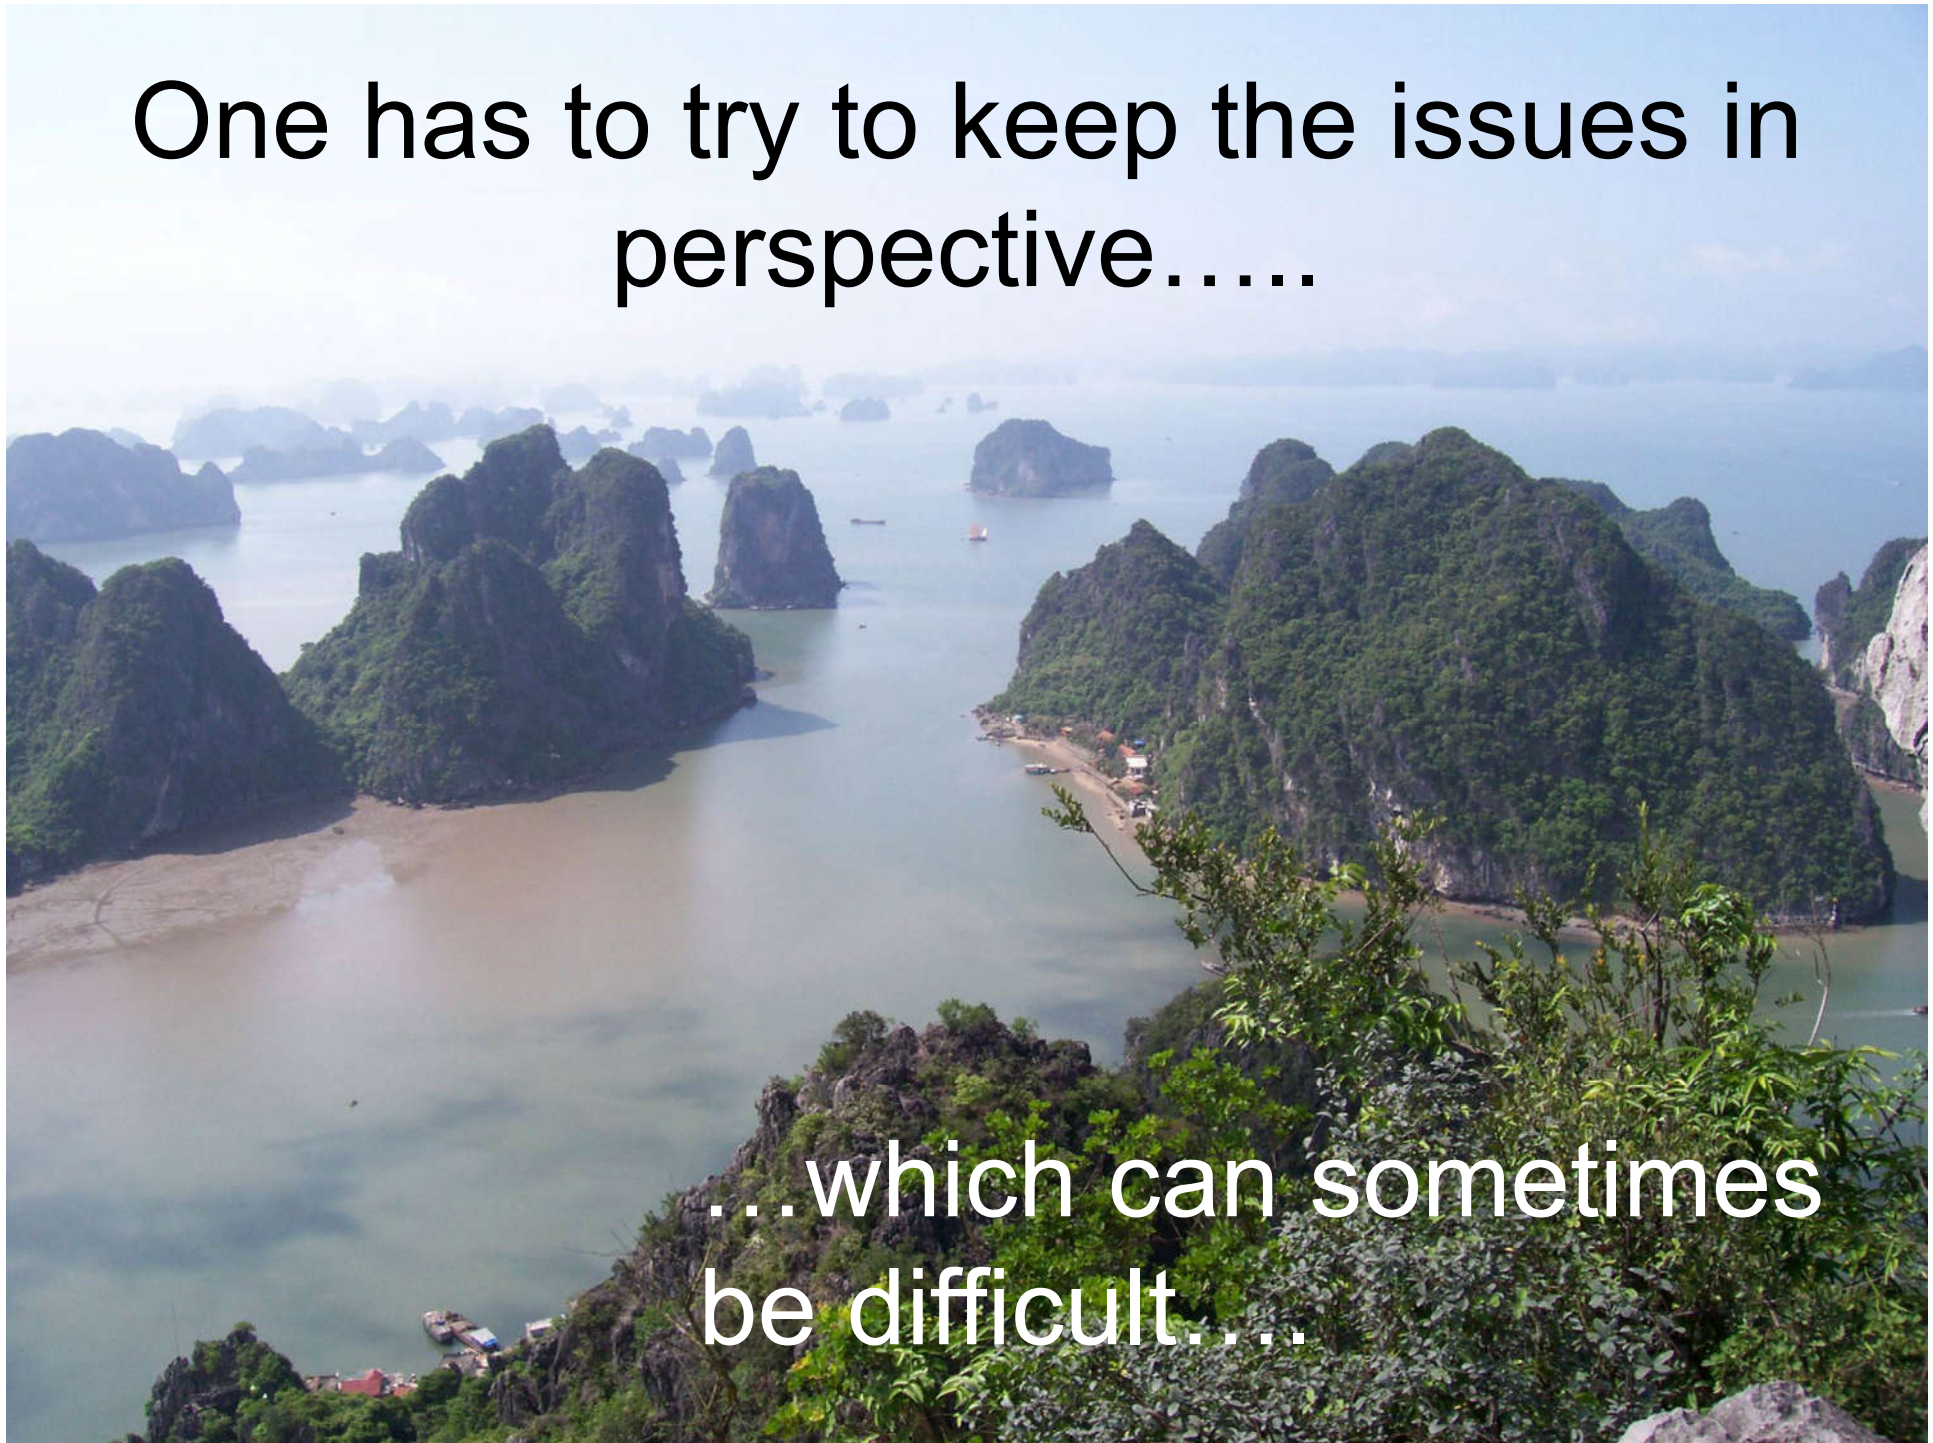 One has to try to keep the issues in
perspective…..
…which can sometimes
be difficult….